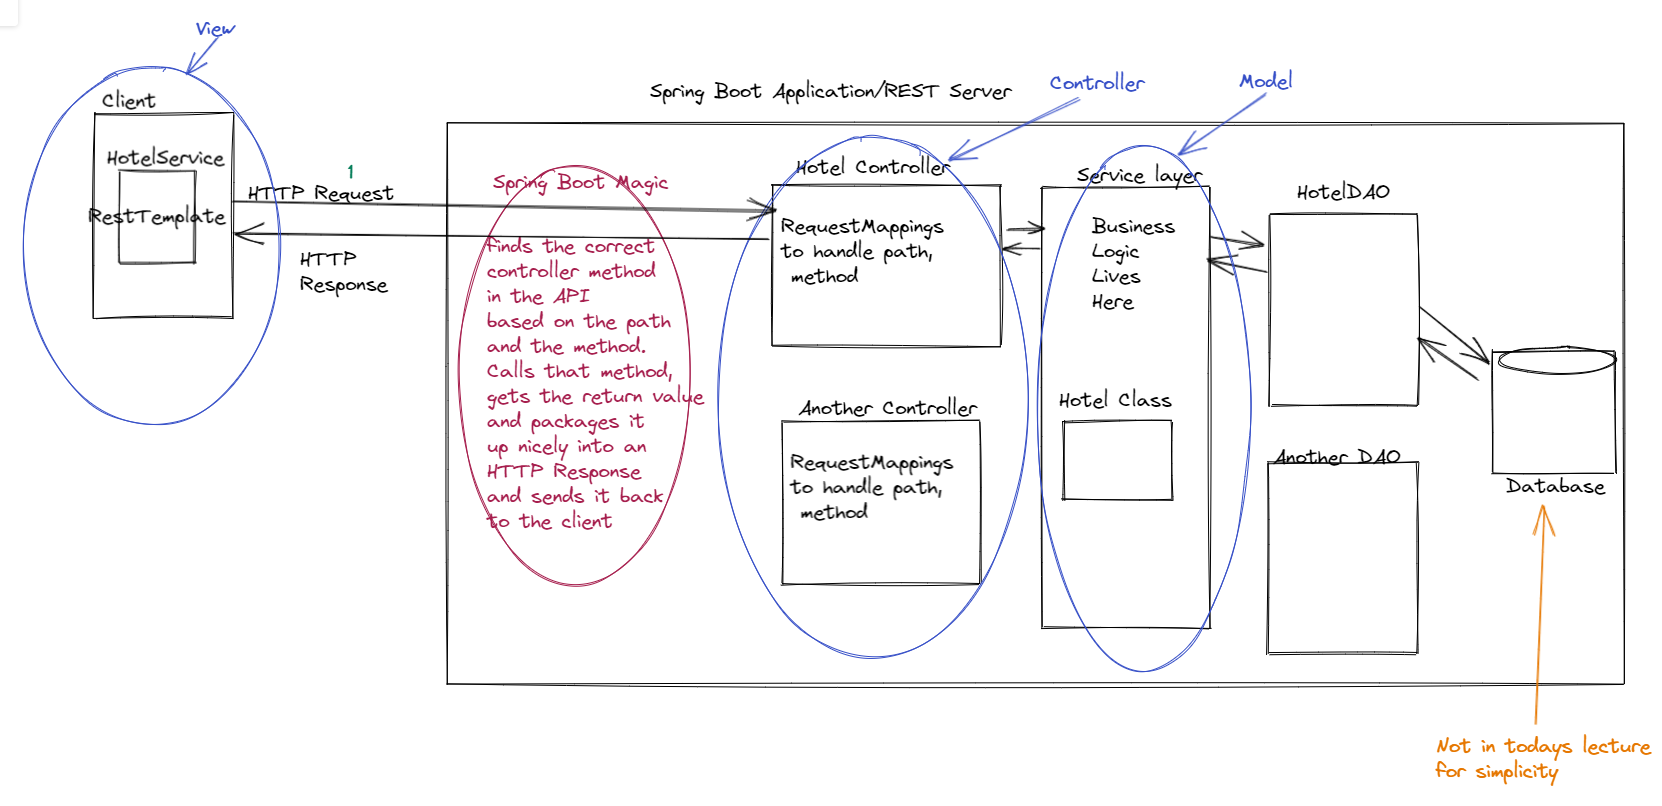 View
Client
HotelService
RestTemplate
1
HTTP Request
HTTP
Response
Spring Boot Application/REST Server
Controller
Model
Spring Boot Magic
finds the correct
controller method
in the API
based on the path
and the method.
Calls that method,
gets the return value
and packages it
up nicely into an
HTTP Response
and sends it back
to the client
Hotel Controller
RequestMappings
to handle path,
method
Another Controller
RequestMappings
to handle path,
method
Service layer
Business
Logic
Lives
Here
Hotel Class
HotelDAO
Another DAO
Database
Not in todays lecture
for simplicity